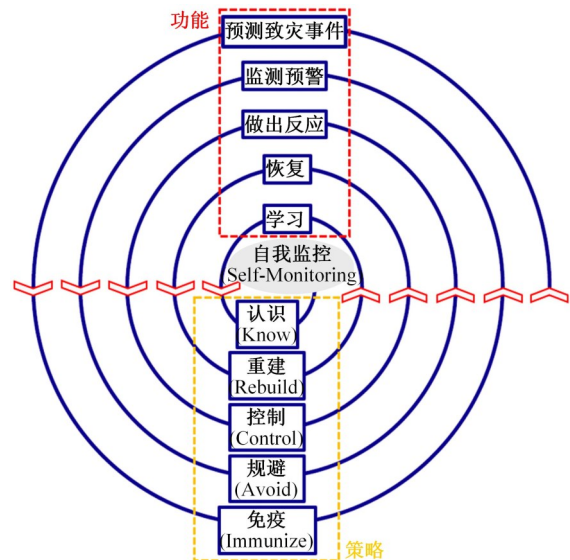 功能
预测致灾事件
监测预警
做出反应
恢复
学习
自我监控
Self-Monitoring)
认识
(Know)
重建
(Rebuild)
控制
(Control)
规避
(Avoid)
免疫
(Immunize)
策略